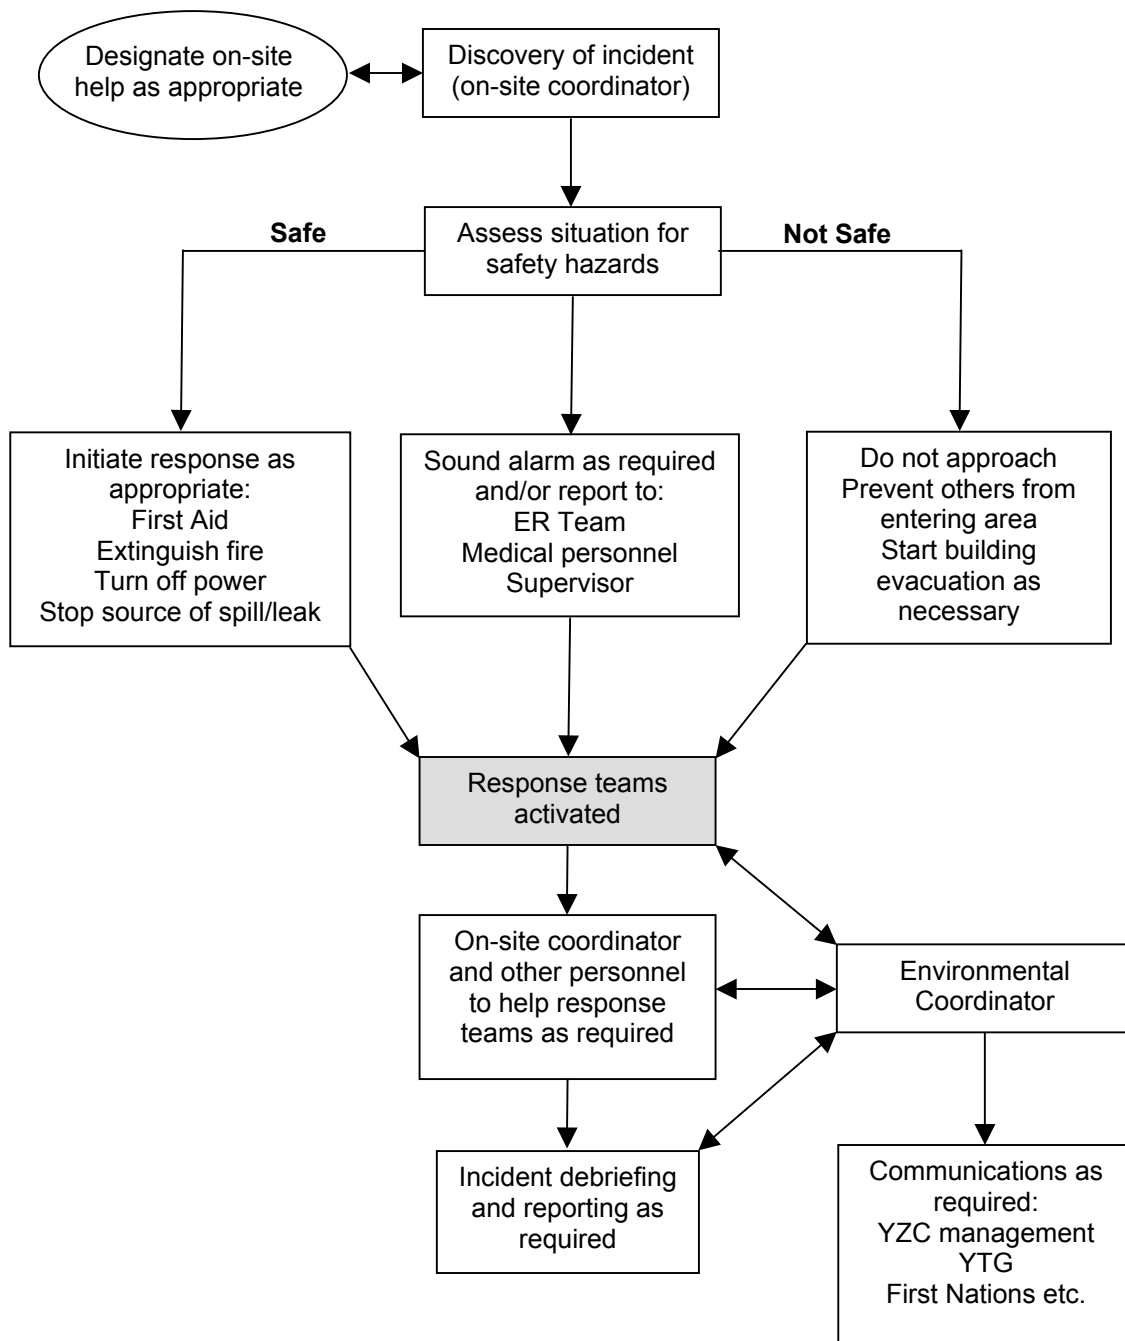 Designate on-site
help as appropriate
Discovery of incident
(on-site coordinator)
Safe
Assess situation for
safety hazards
Not Safe
Initiate response as
appropriate:
First Aid
Extinguish fire
Turn off power
Stop source of spill/leak
Sound alarm as required
and/or report to:
ER Team
Medical personnel
Supervisor
Do not approach
Prevent others from
entering area
Start building
evacuation as
necessary
Response teams
activated
On-site coordinator
and other personnel
to help response
teams as required
Environmental
Coordinator
Incident debriefing
and reporting as
required
Communications as
required:
YZC management
YTG
First Nations etc.